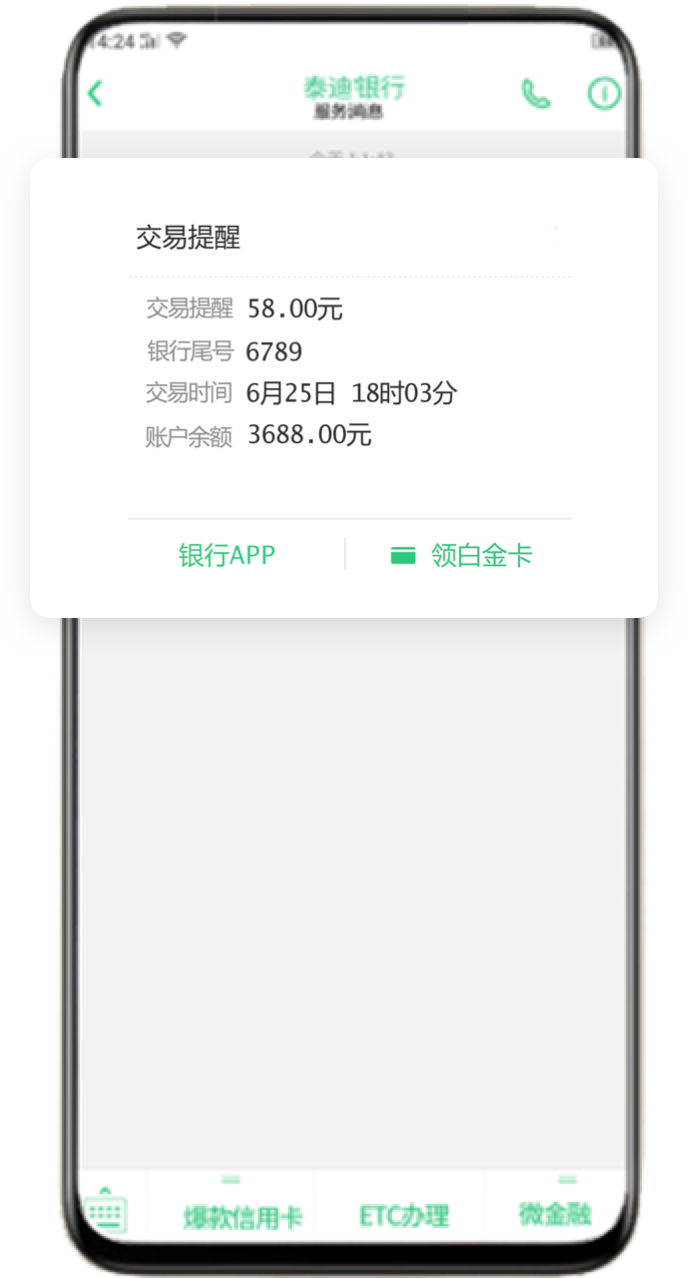 4:24
泰迪银行
服务消息
交易提醒
交易提醒 58.00元
银行尾号 6789
交易时间 6月25日 18时03分
账户余额 3688.00元
银行APP 领白金卡
爆款信用卡 ETC办理 微金融